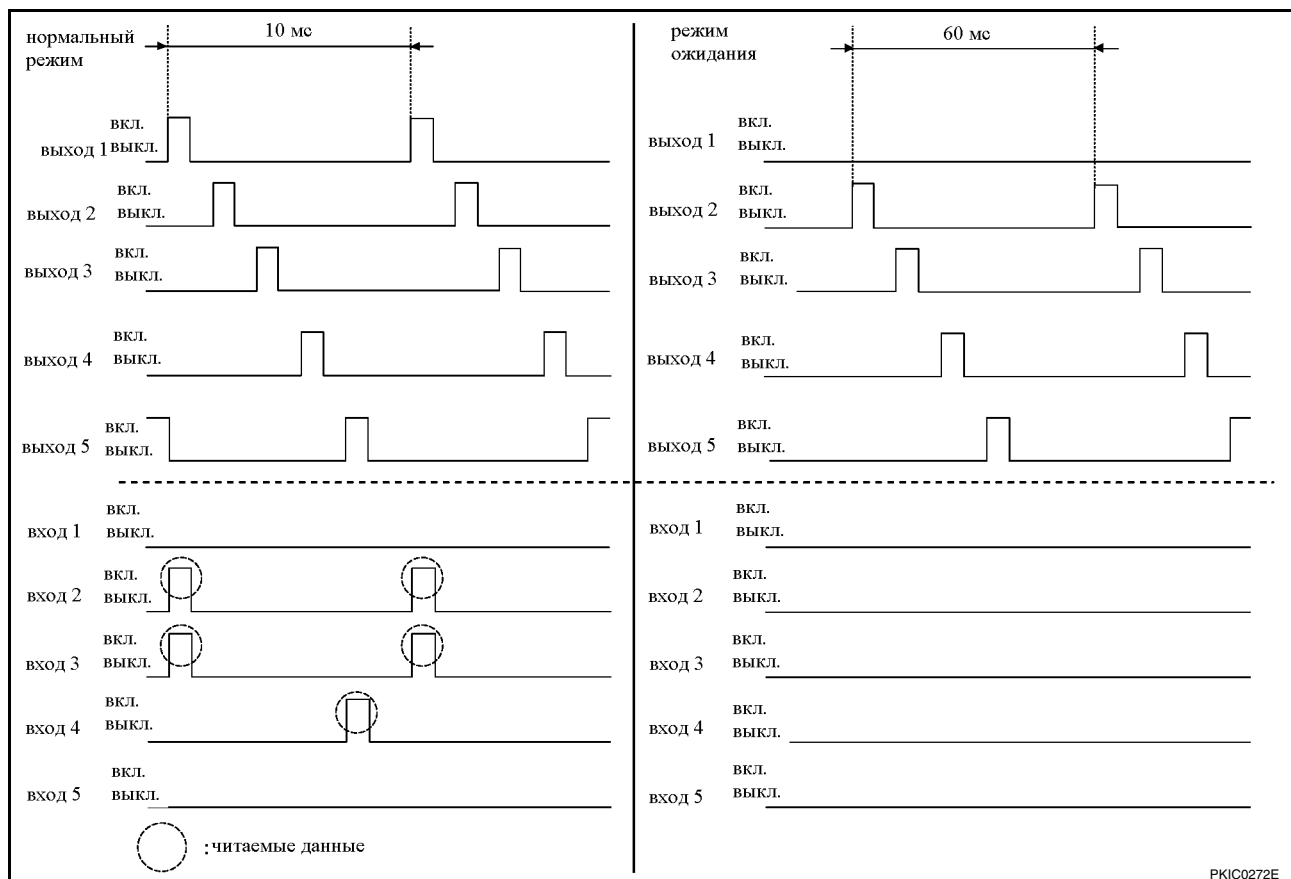 нормальный
режим
10 мс
вкл.
выход 1 выкл.
вкл.
выход 2 выкл.
вкл.
выход 3 выкл.
вкл.
выход 4 выкл.
вкл.
выход 5 выкл.
вкл.
вход 1 выкл.
вкл.
вход 2 выкл.
вкл.
вход 3 выкл.
вкл.
вход 4 выкл.
вкл.
вход 5 выкл.
:читаемые данные
режим
ожидания
60 мс
вкл.
выход 1 выкл.
вкл.
выход 2 выкл.
вкл.
выход 3 выкл.
вкл.
выход 4 выкл.
вкл.
выход 5 выкл.
вкл.
вход 1 выкл.
вкл.
вход 2 выкл.
вкл.
вход 3 выкл.
вкл.
вход 4 выкл.
вкл.
вход 5 выкл.
PKIC0272E